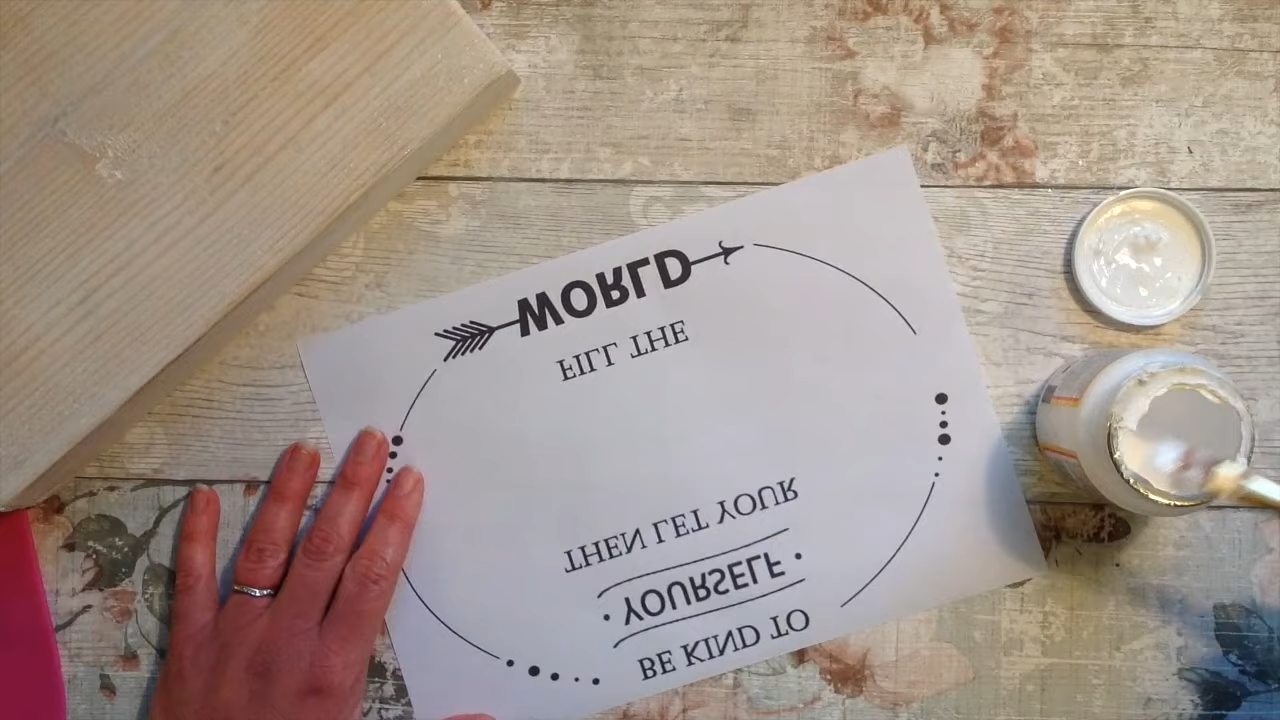 BE KIND TO
· YOURSELF ·
THEN LET YOUR
FILL THE
WORLD